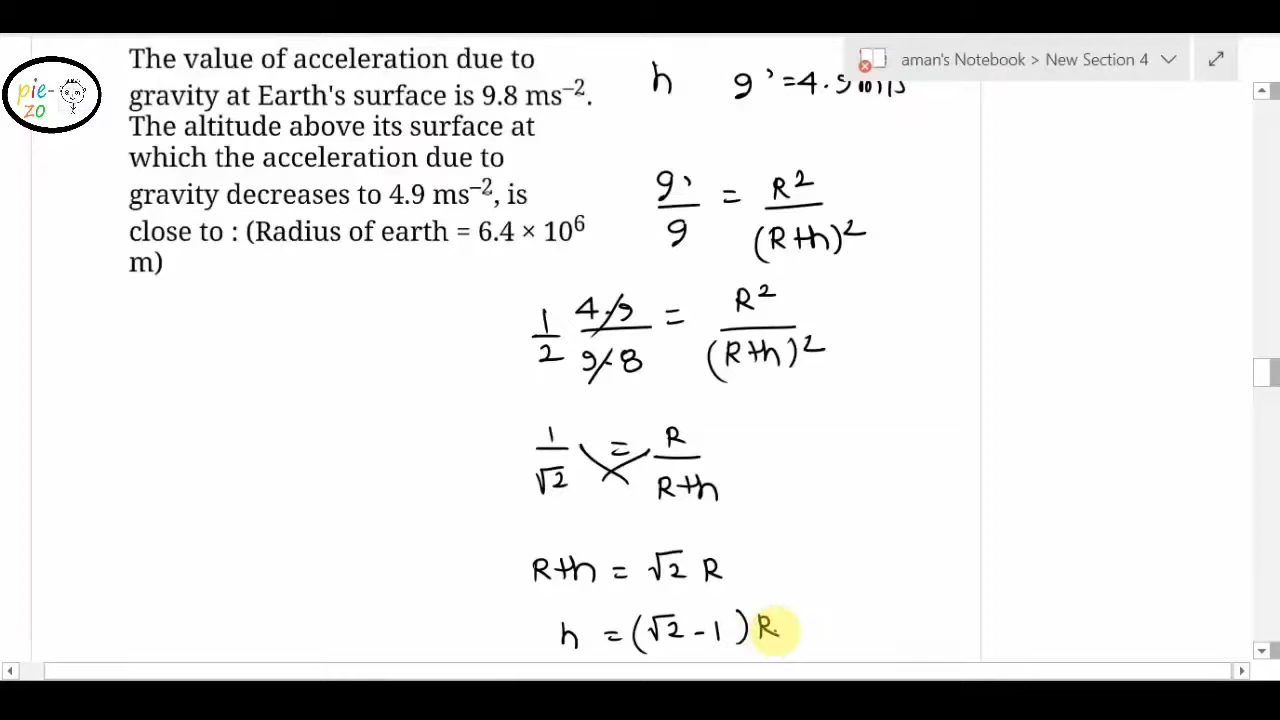 pie-
zo
The value of acceleration due to
gravity at Earth's surface is 9.8 ms⁻².
The altitude above its surface at
which the acceleration due to
gravity decreases to 4.9 ms⁻², is
close to : (Radius of earth = 6.4 × 10⁶
m)
aman's Notebook > New Section 4
h g' = 4.9
g'/g = R²/(R+h)²
1/2 4.9/9.8 = R²/(R+h)²
1/√2 = R/R+h
R+h = √2 R
h = (√2 - 1) R